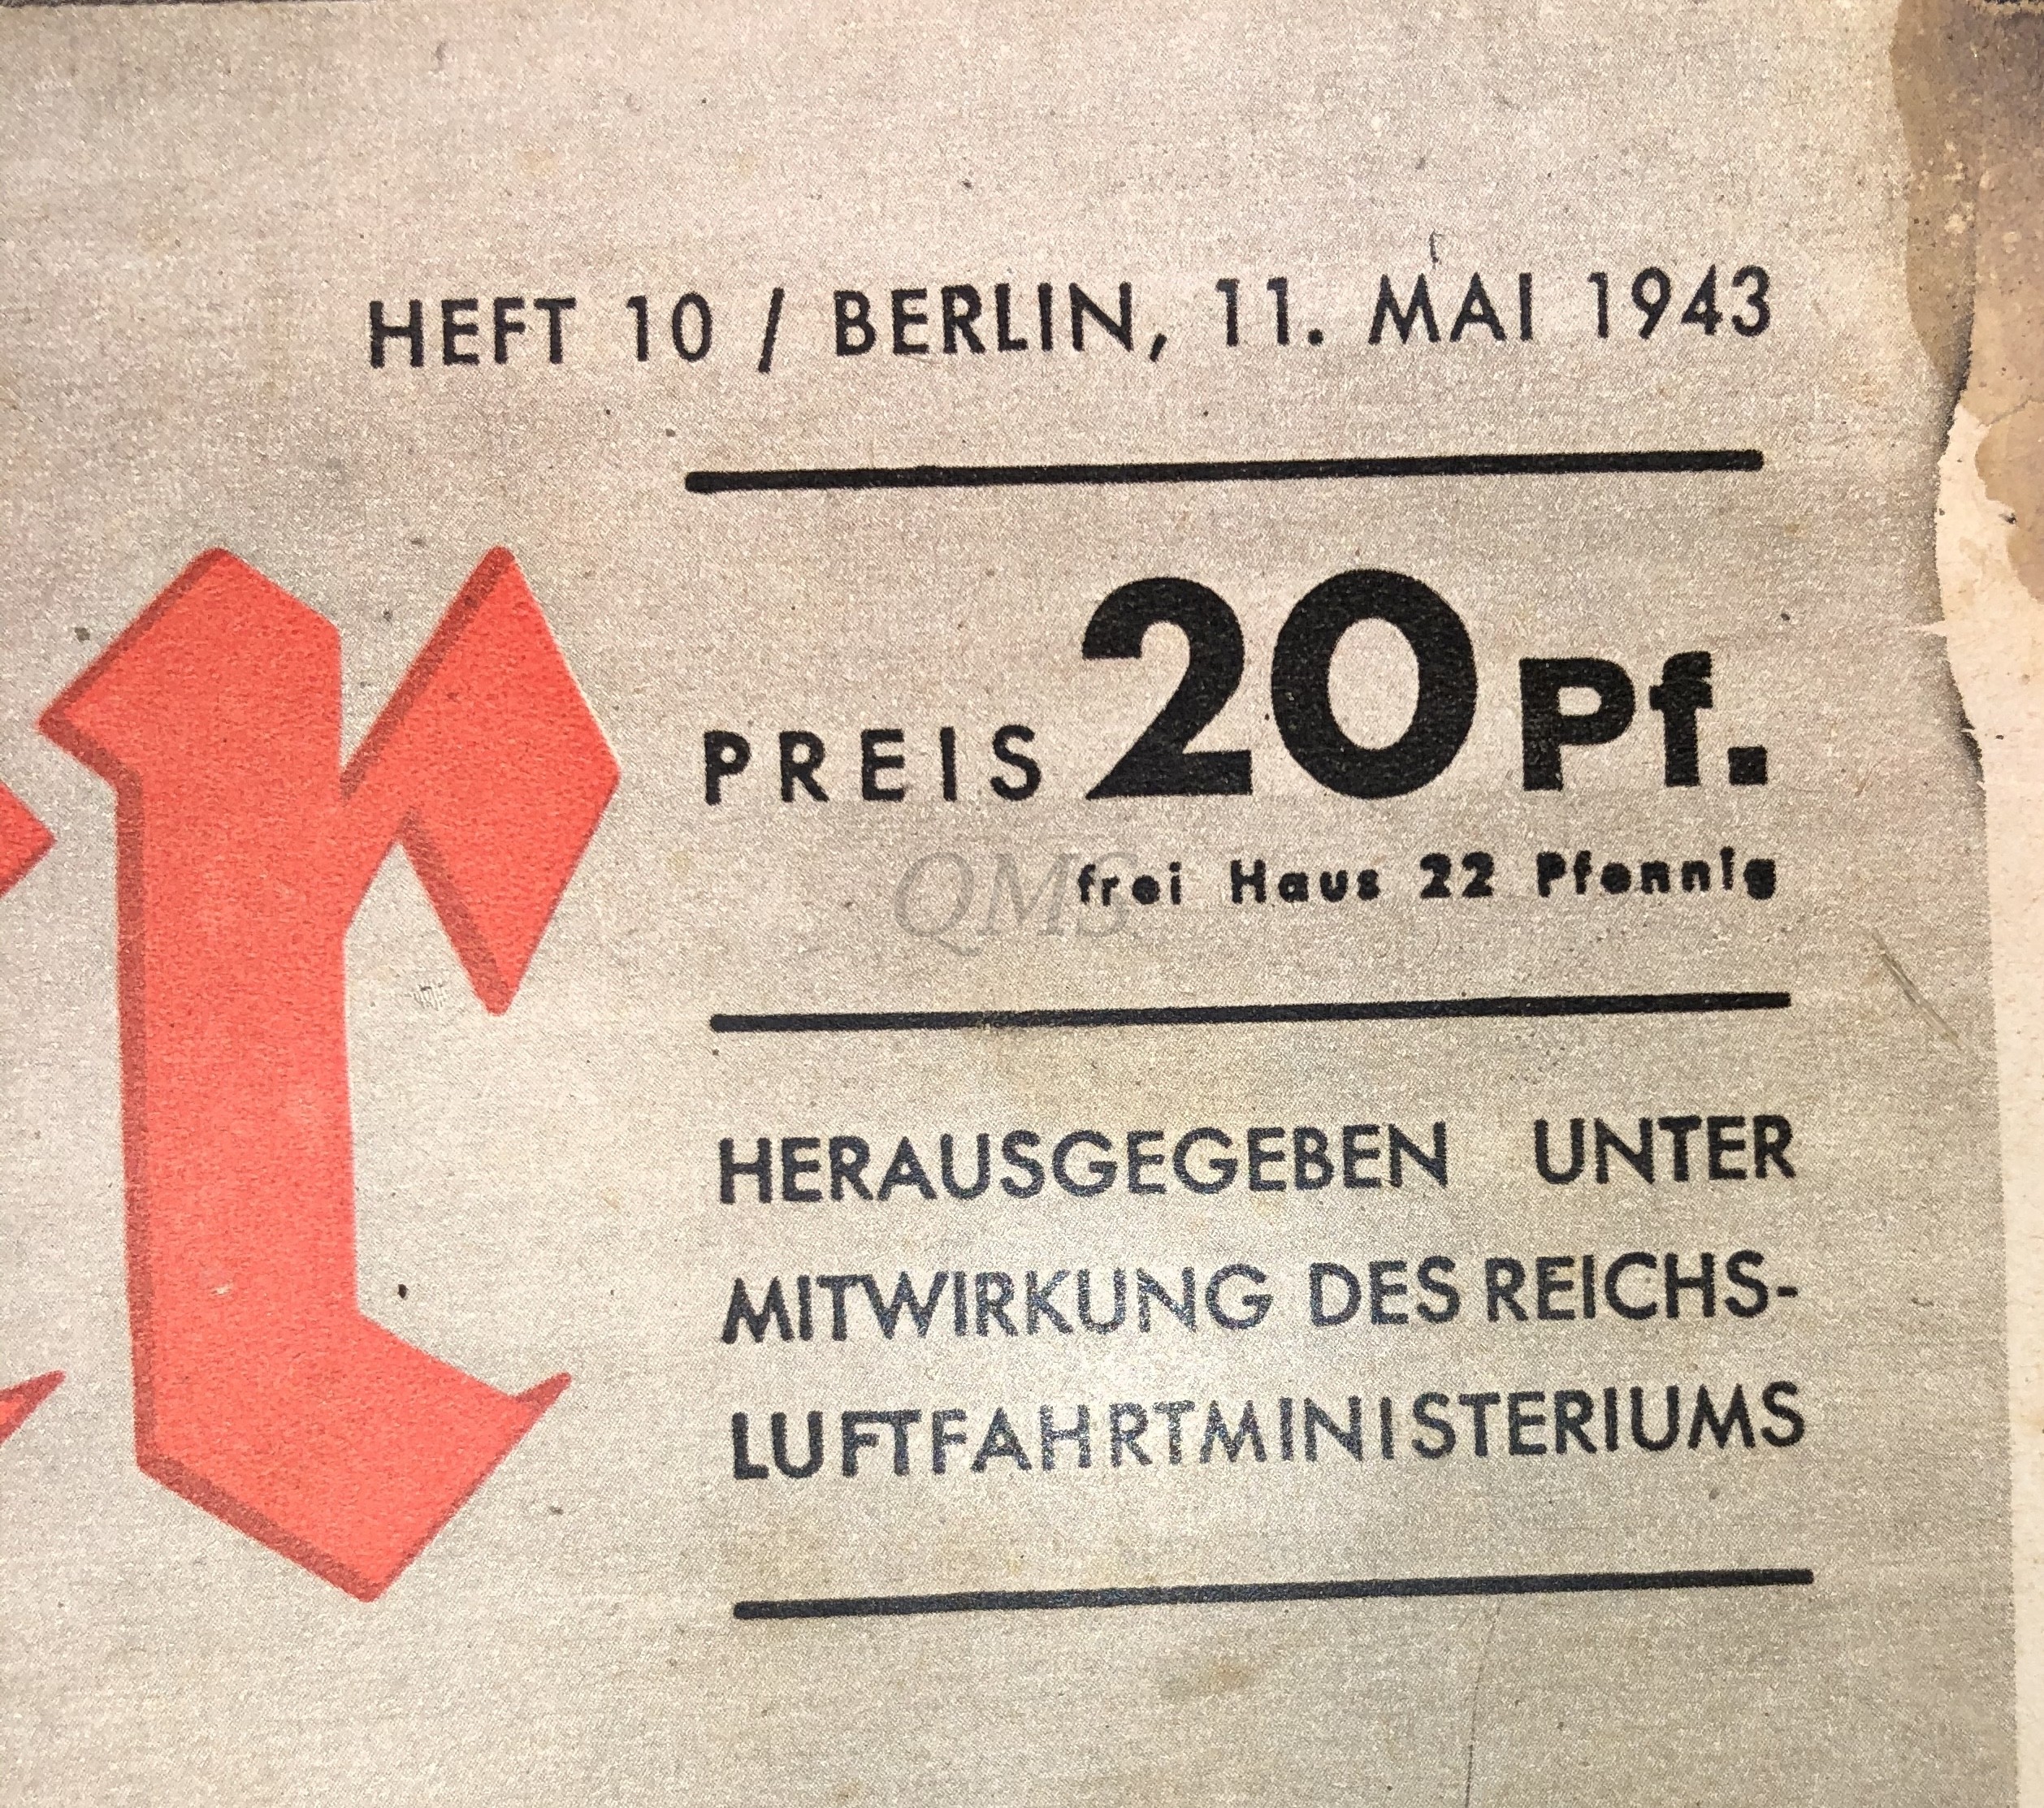 HEFT 10 / BERLIN, 11. MAI 1943
r
PREIS 20 Pf.
frei Haus 22 Pfennig
QMS
HERAUSGEGEBEN UNTER
MITWIRKUNG DES REICHS-
LUFTFAHRTMINISTERIUMS